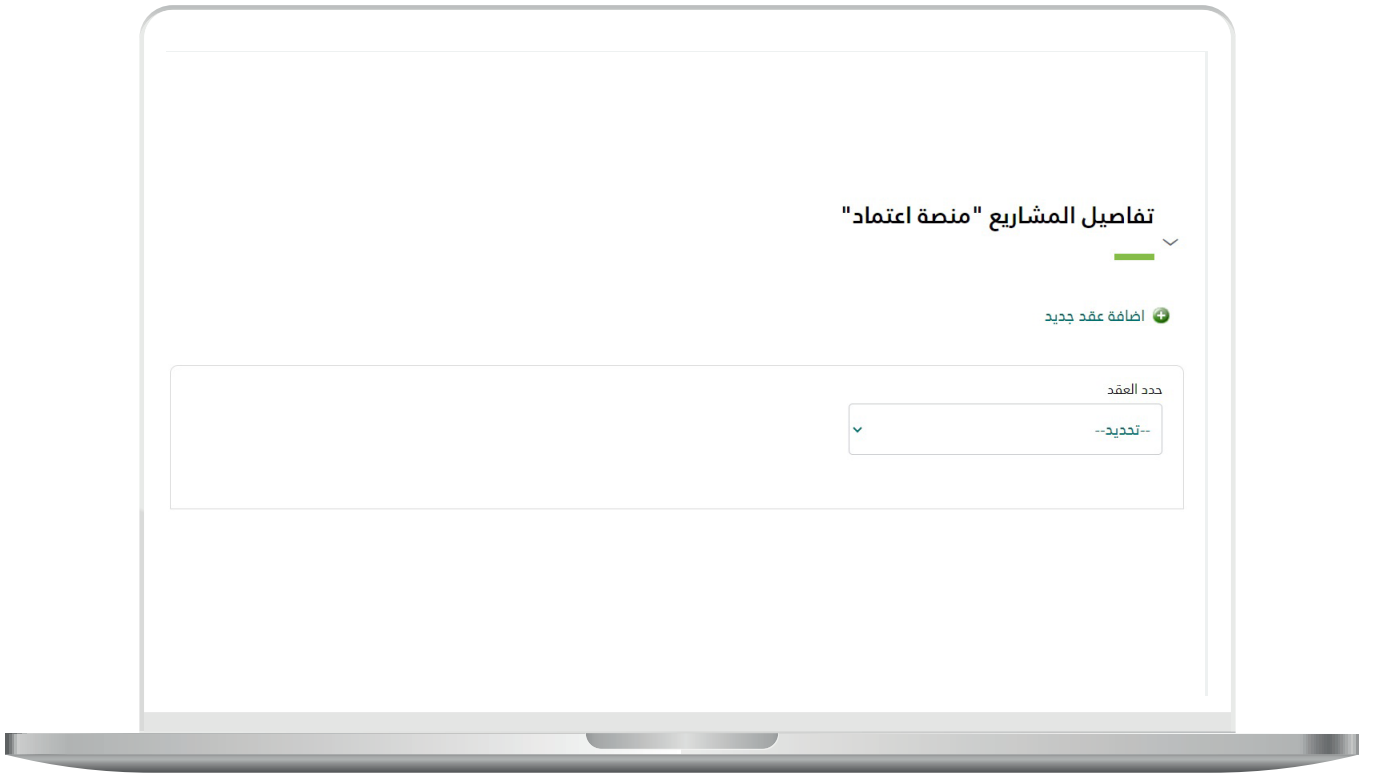 تفاصيل المشاريع "منصة اعتماد"
اضافة عقد جديد
حدد العقد
--تحديد--